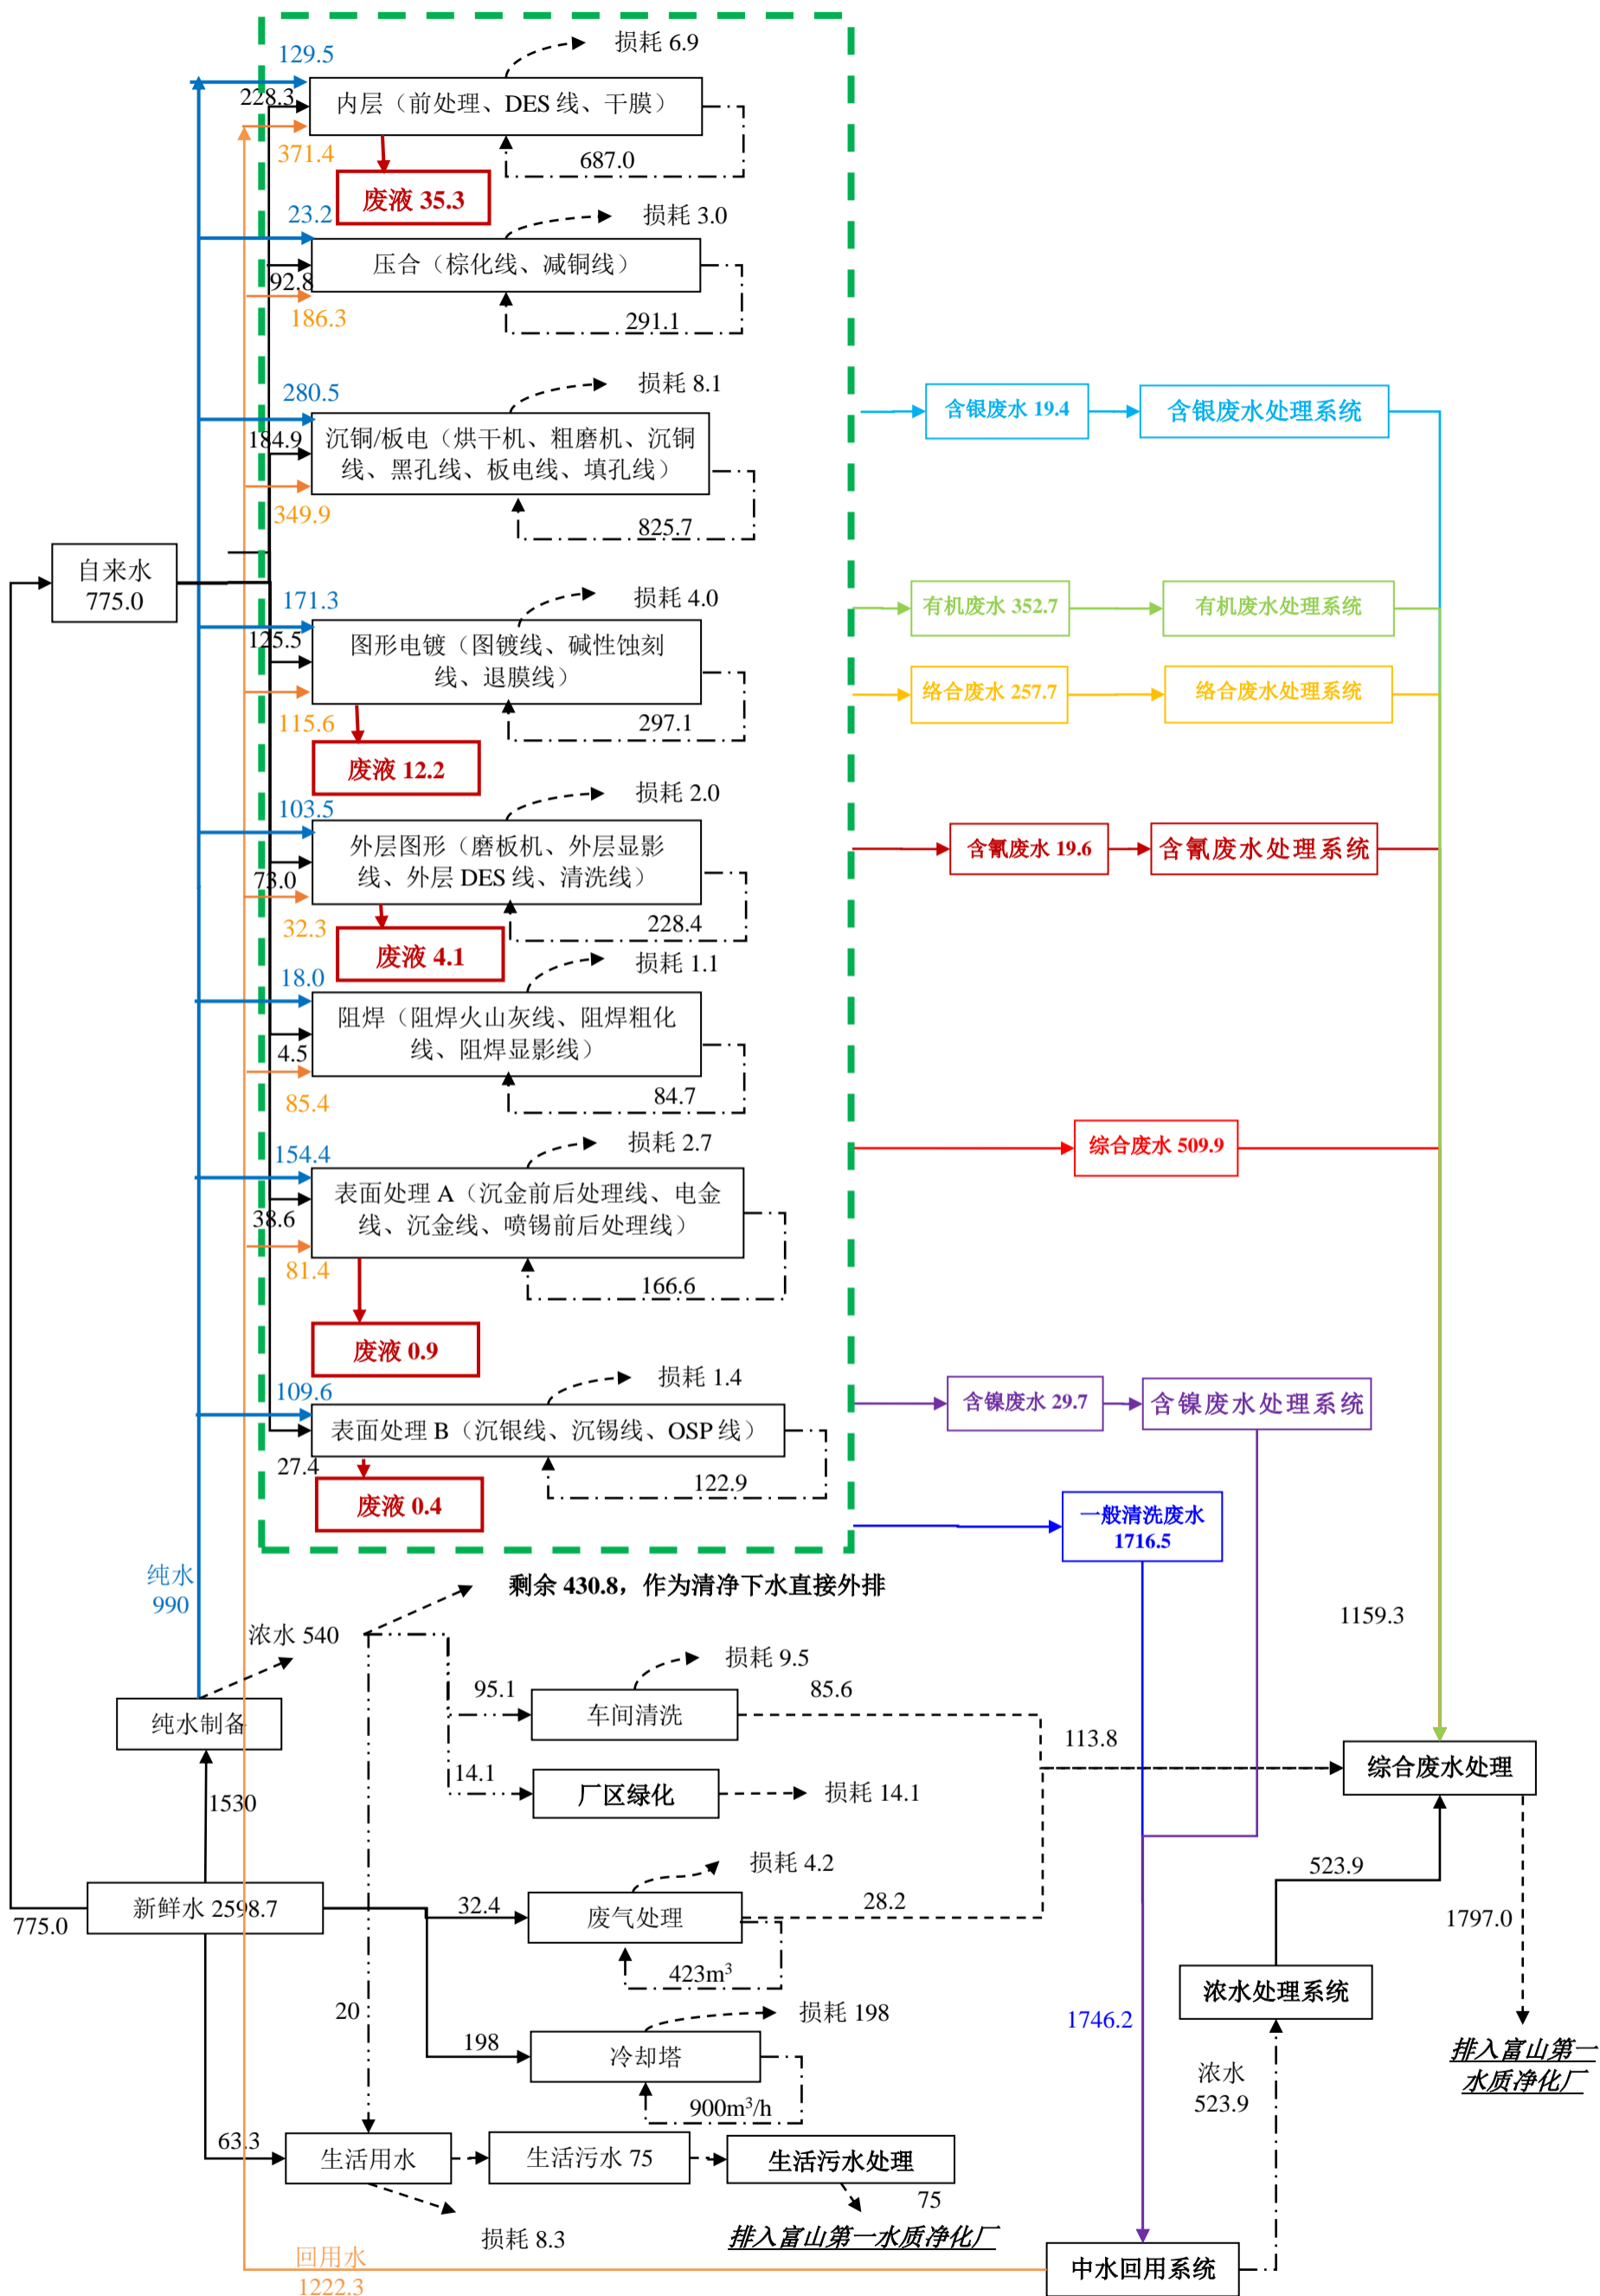 129.5
损耗 6.9
228.3
内层（前处理、DES 线、干膜）
371.4
687.0
废液 35.3
23.2
损耗 3.0
压合（棕化线、减铜线）
92.8
186.3
291.1
280.5
损耗 8.1
184.9
沉铜/板电（烘干机、粗磨机、沉铜
线、黑孔线、板电线、填孔线）
349.9
825.7
含银废水 19.4
含银废水处理系统
自来水
775.0
171.3
损耗 4.0
125.5
图形电镀（图镀线、碱性蚀刻
线、退膜线）
115.6
297.1
废液 12.2
有机废水 352.7
有机废水处理系统
络合废水 257.7
络合废水处理系统
103.5
损耗 2.0
外层图形（磨板机、外层显影
线、外层 DES 线、清洗线）
73.0
32.3
228.4
废液 4.1
含氰废水 19.6
含氰废水处理系统
18.0
损耗 1.1
阻焊（阻焊火山灰线、阻焊粗化
线、阻焊显影线）
4.5
85.4
84.7
154.4
损耗 2.7
表面处理 A（沉金前后处理线、电金
线、沉金线、喷锡前后处理线）
38.6
81.4
166.6
废液 0.9
综合废水 509.9
109.6
损耗 1.4
表面处理 B（沉银线、沉锡线、OSP 线）
27.4
122.9
废液 0.4
含镍废水 29.7
含镍废水处理系统
一般清洗废水
1716.5
纯水
990
剩余 430.8，作为清净下水直接外排
浓水 540
1159.3
纯水制备
95.1
车间清洗
损耗 9.5
85.6
113.8
综合废水处理
14.1
厂区绿化
损耗 14.1
1530
新鲜水 2598.7
775.0
32.4
废气处理
损耗 4.2
28.2
423m³
523.9
1797.0
浓水处理系统
20
198
冷却塔
损耗 198
900m³/h
1746.2
浓水
523.9
排入富山第一
水质净化厂
63.3
生活用水
生活污水 75
生活污水处理
75
损耗 8.3
排入富山第一水质净化厂
回用水
1222.3
中水回用系统